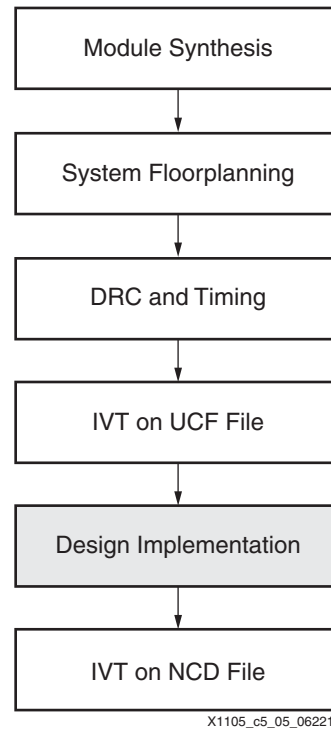 Module Synthesis
System Floorplanning
DRC and Timing
IVT on UCF File
Design Implementation
IVT on NCD File
X1105_c5_05_06221